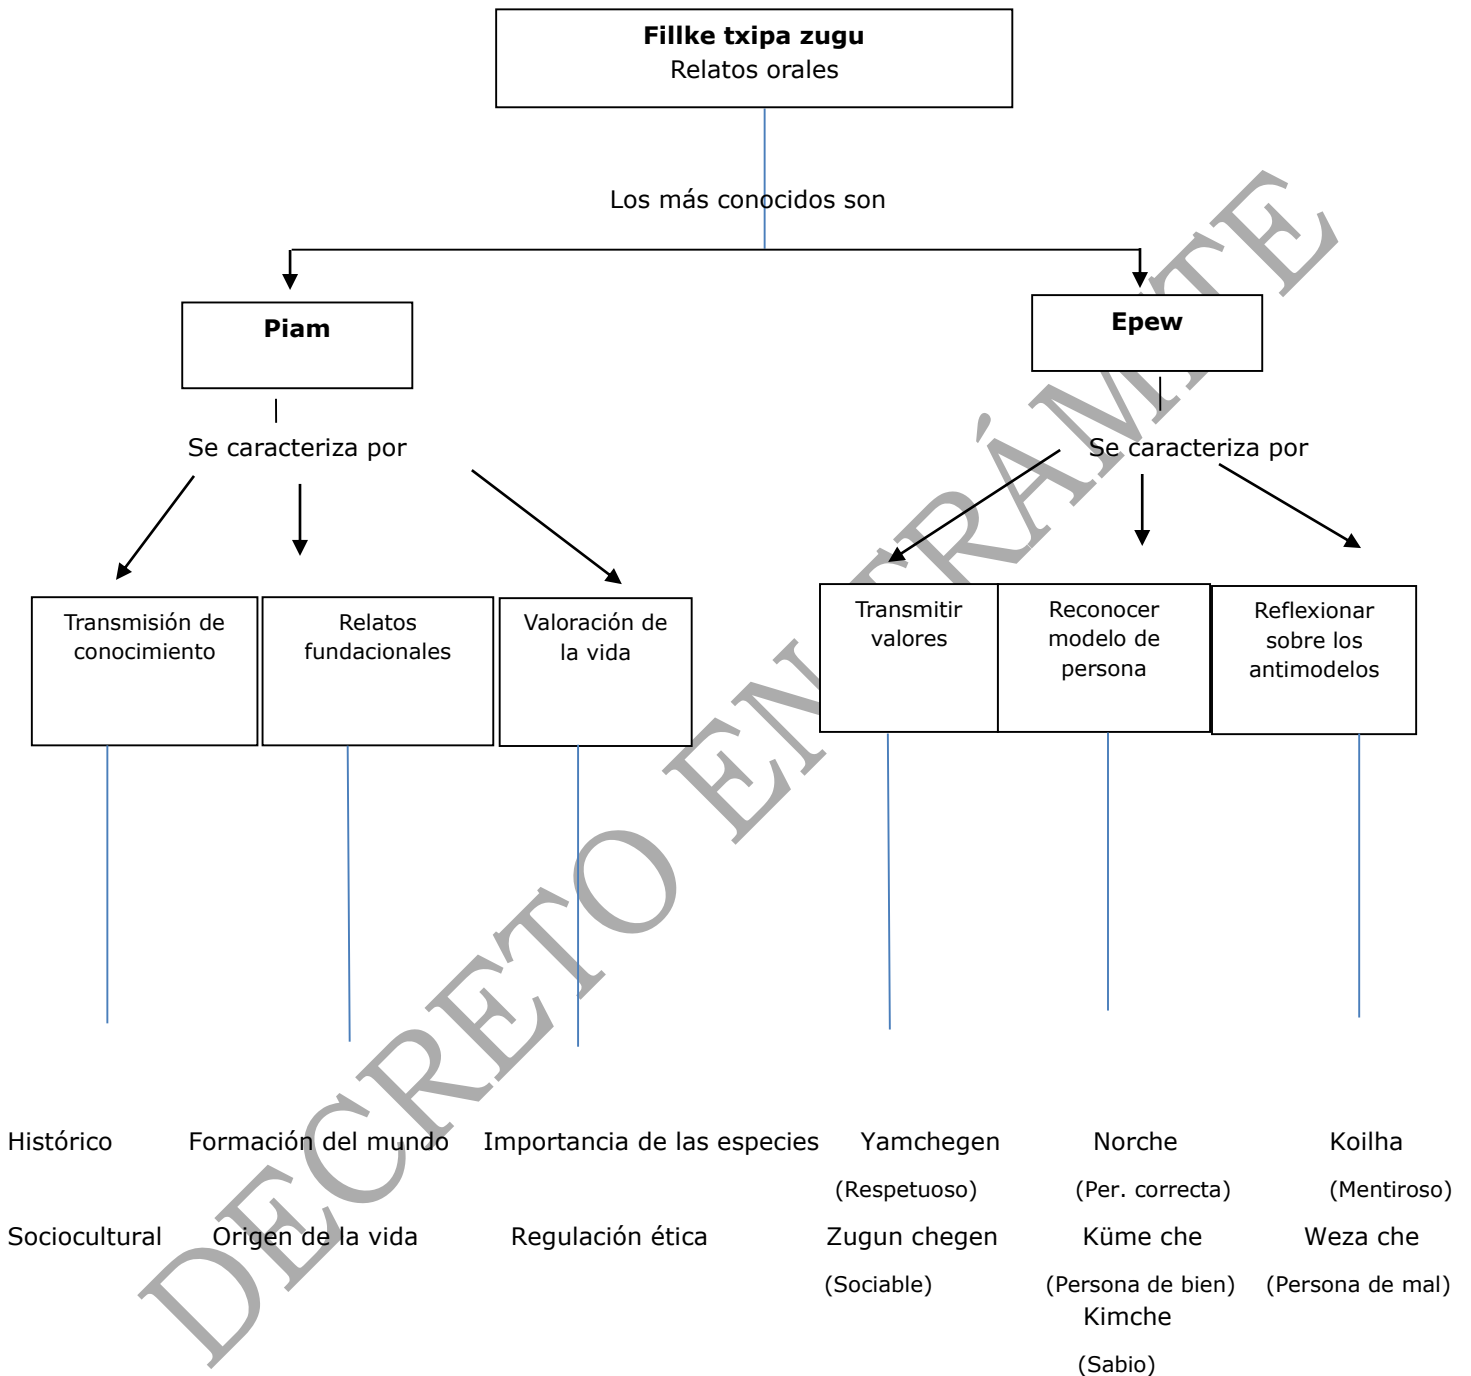 Fillke txipa zugu
Relatos orales
Los más conocidos son
Piam
Epew
Se caracteriza por
Se caracteriza por
Transmisión de
conocimiento
Relatos
fundacionales
Valoración de
la vida
Transmitir
valores
Reconocer
modelo de
persona
Reflexionar
sobre los
antimodelos
Histórico Formación del mundo Importancia de las especies Yamchegen Norche Koilha
(Respetuoso) (Per. correcta) (Mentiroso)
Sociocultural Origen de la vida Regulación ética Zugun chegen Küme che Weza che
(Sociable) (Persona de bien) (Persona de mal)
Kimche
(Sabio)
DECRETO EN TRÁMITE